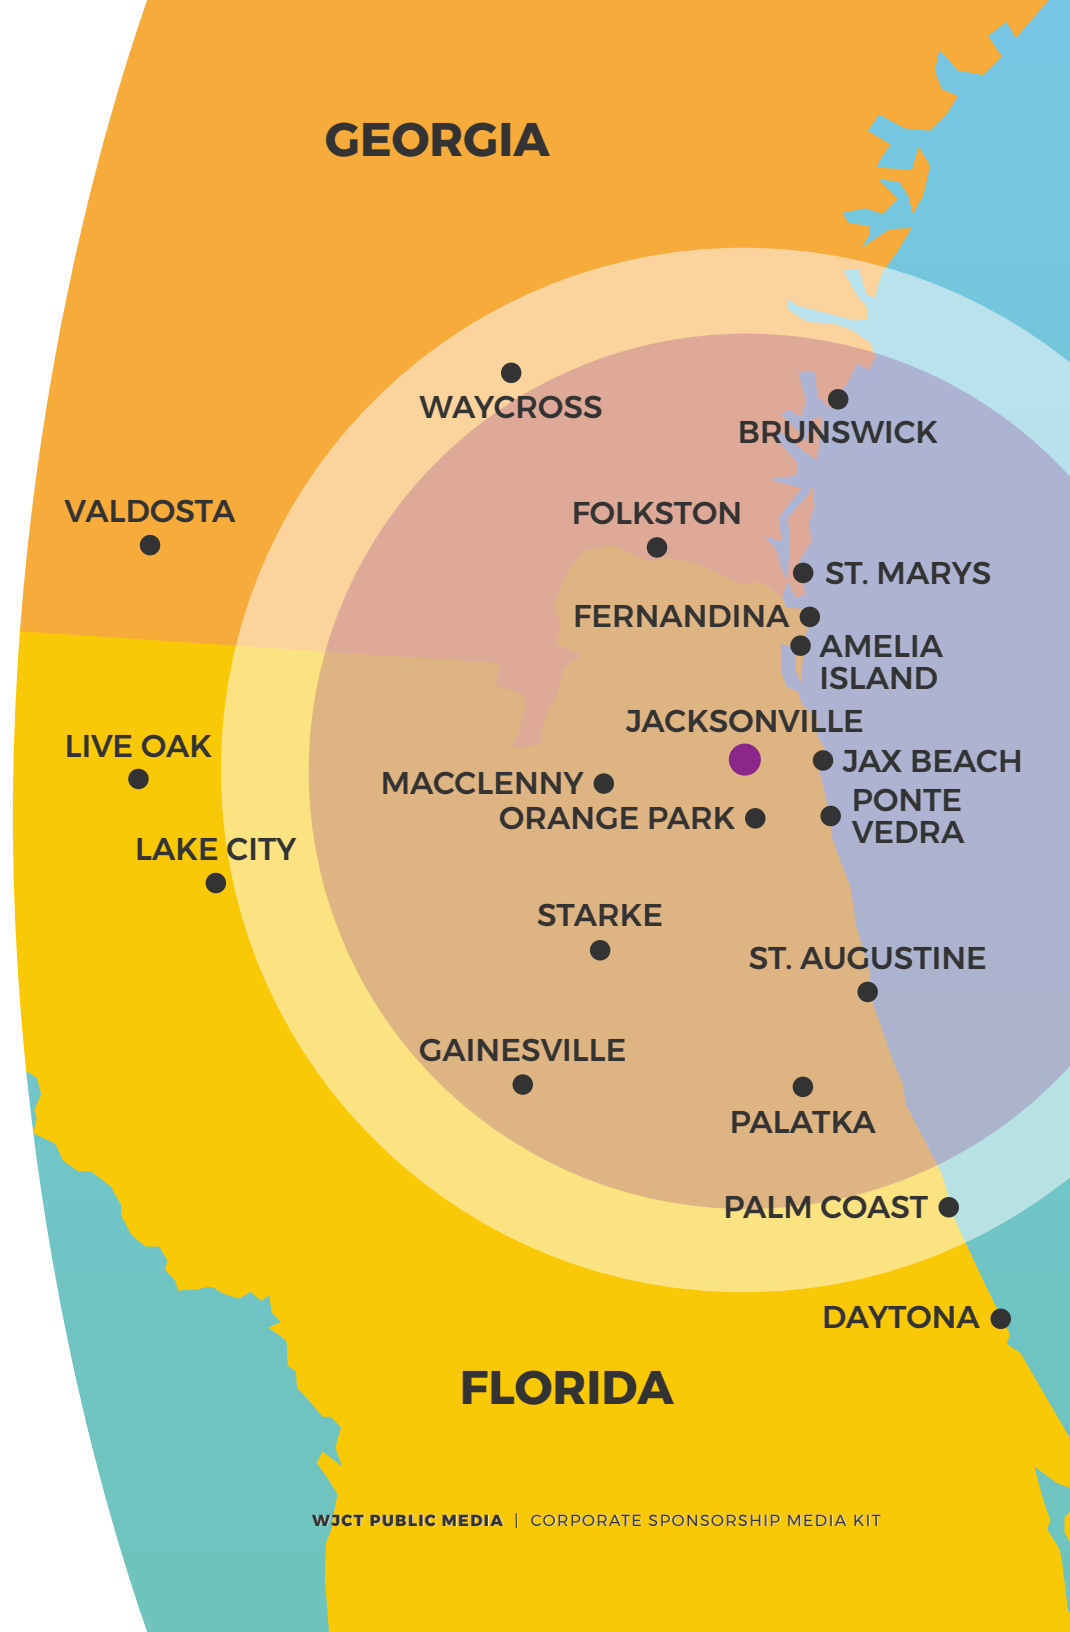 GEORGIA
WAYCROSS
BRUNSWICK
VALDOSTA
FOLKSTON
ST. MARYS
FERNANDINA
AMELIA
ISLAND
JACKSONVILLE
LIVE OAK
JAX BEACH
MACCLENNY
PONTE
VEDRA
ORANGE PARK
LAKE CITY
STARKE
ST. AUGUSTINE
GAINESVILLE
PALATKA
PALM COAST
DAYTONA
FLORIDA
WJCT PUBLIC MEDIA | CORPORATE SPONSORSHIP MEDIA KIT